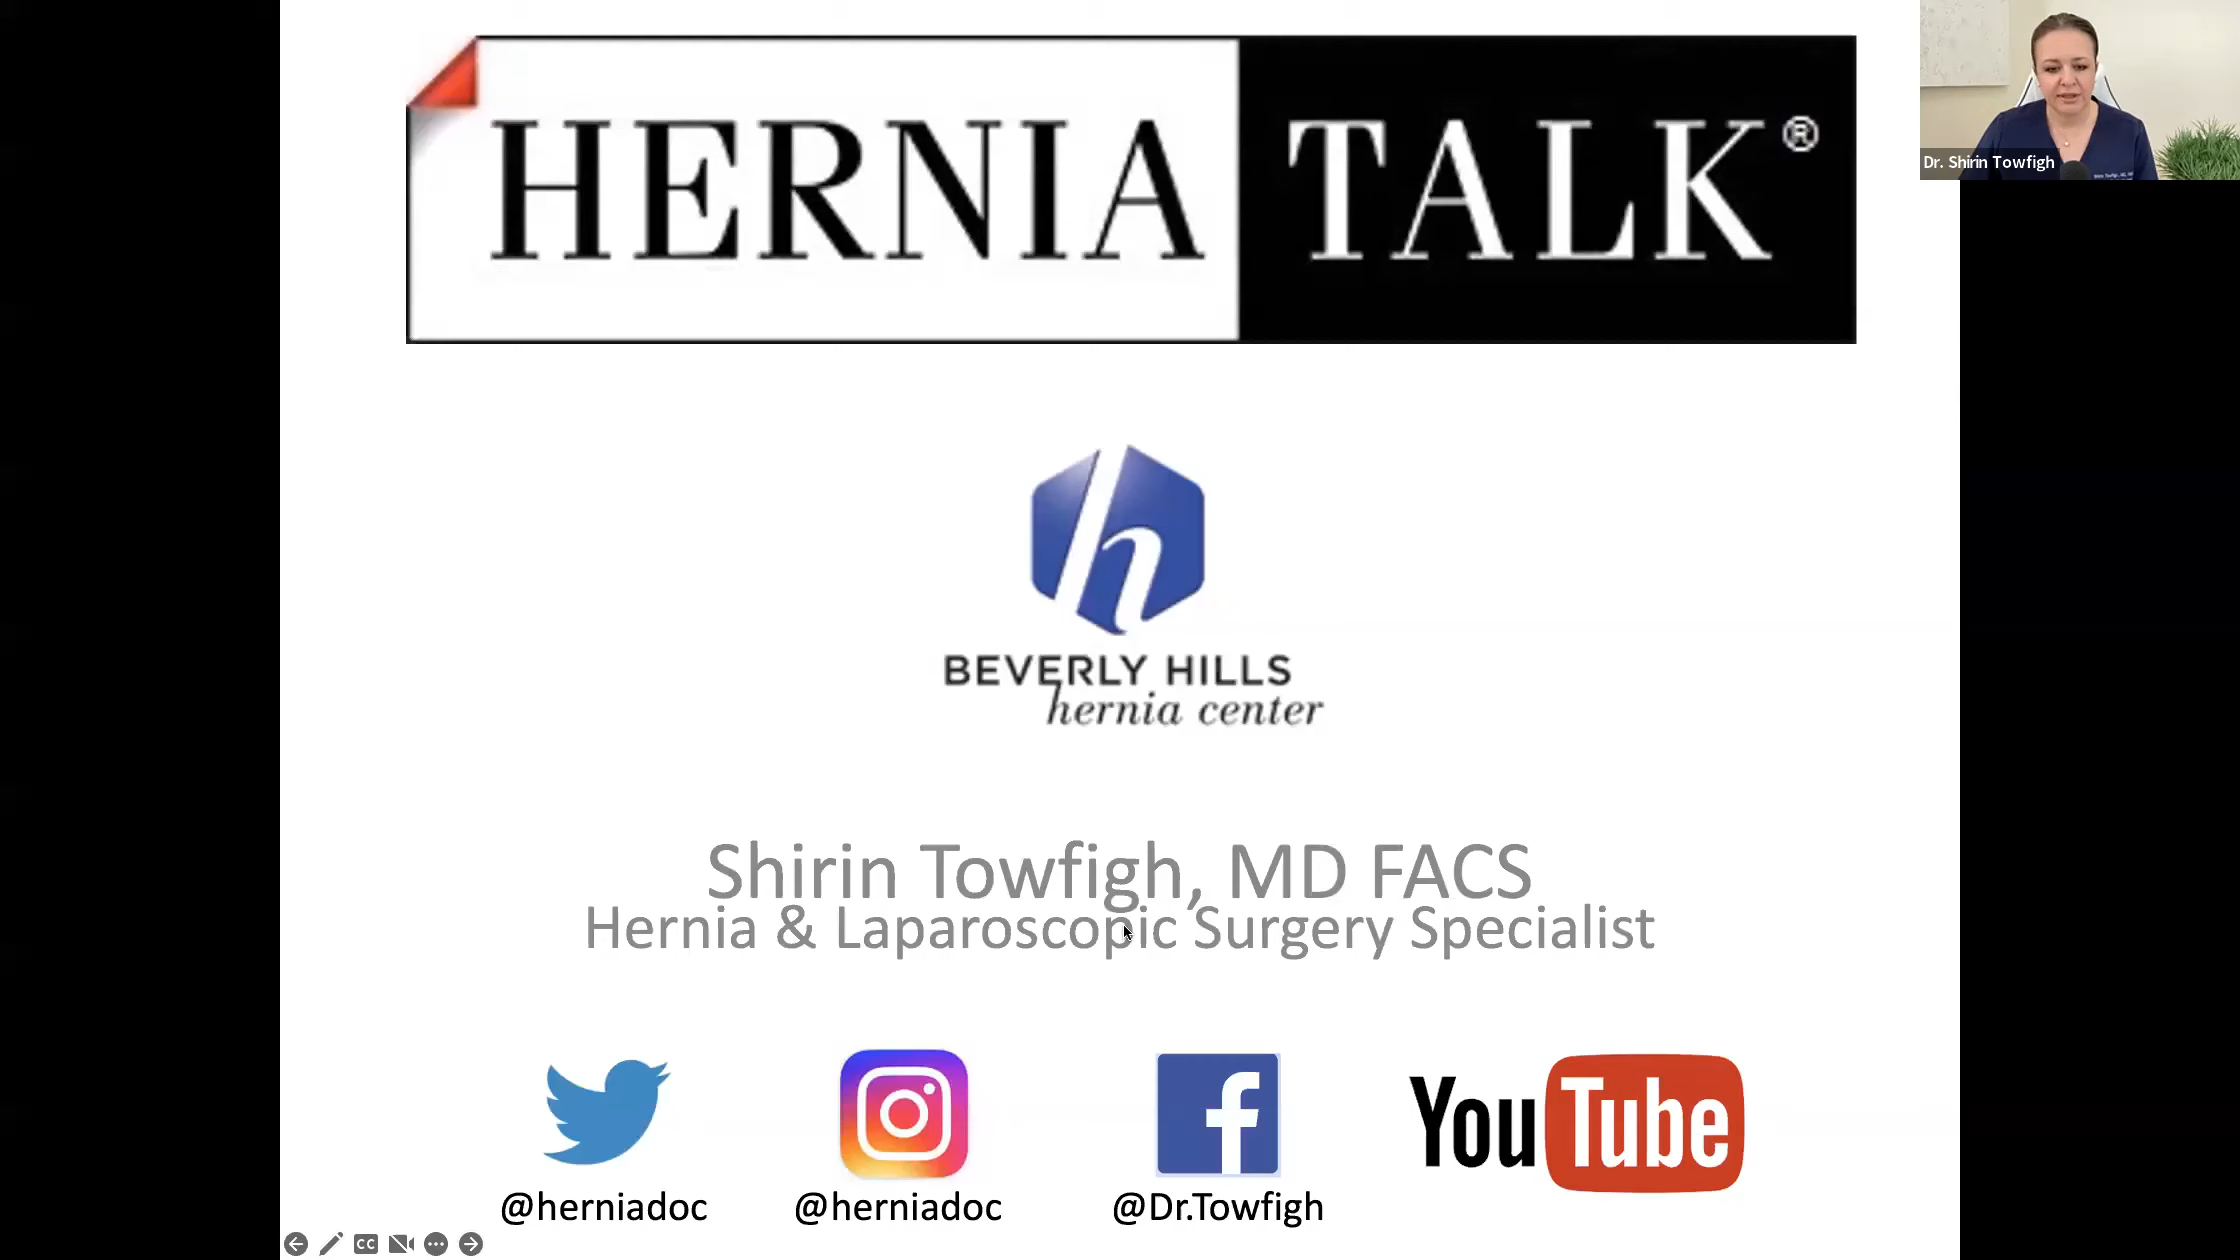 HERNIA TALK®
Dr. Shirin Towfigh
h
BEVERLY HILLS
hernia center
Shirin Towfigh, MD FACS
Hernia & Laparoscopic Surgery Specialist
f
YouTube
@herniadoc @herniadoc @Dr.Towfigh
CC